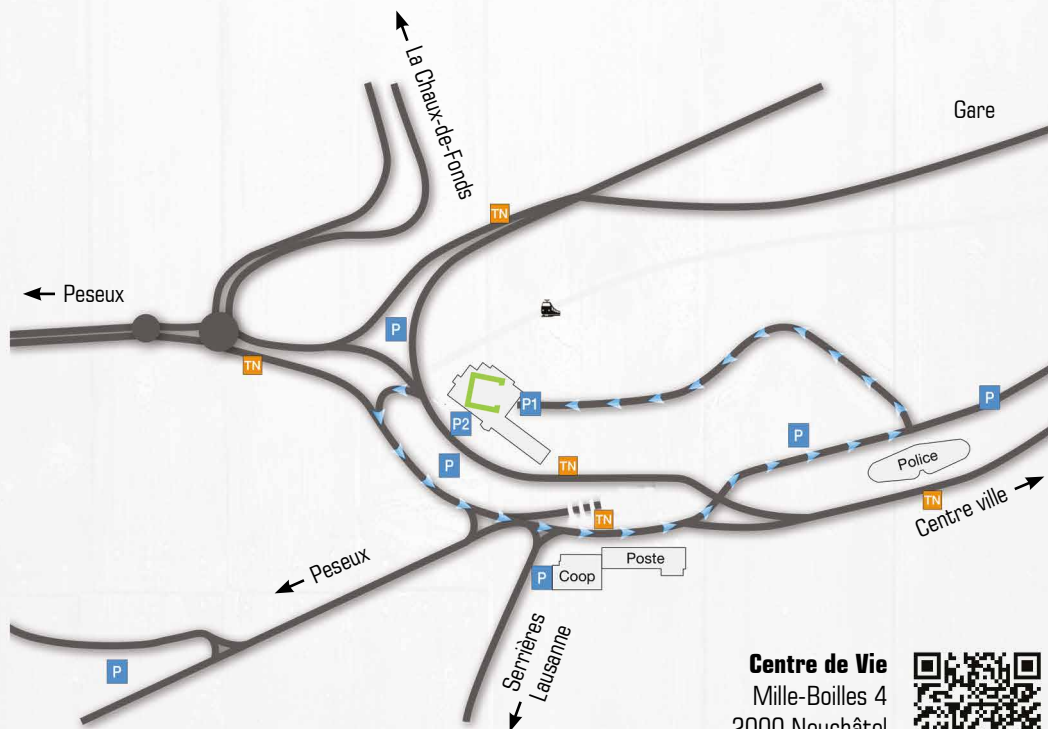 La Chaux-de-Fonds
Gare
TN
Peseux
P
TN
P1
P2
P
P
P
Police
TN
TN
TN
Centre ville
Poste
P
Coop
Peseux
Serrières
Lausanne
P
Centre de Vie
Mille-Boilles 4
2000 Neuchâtel